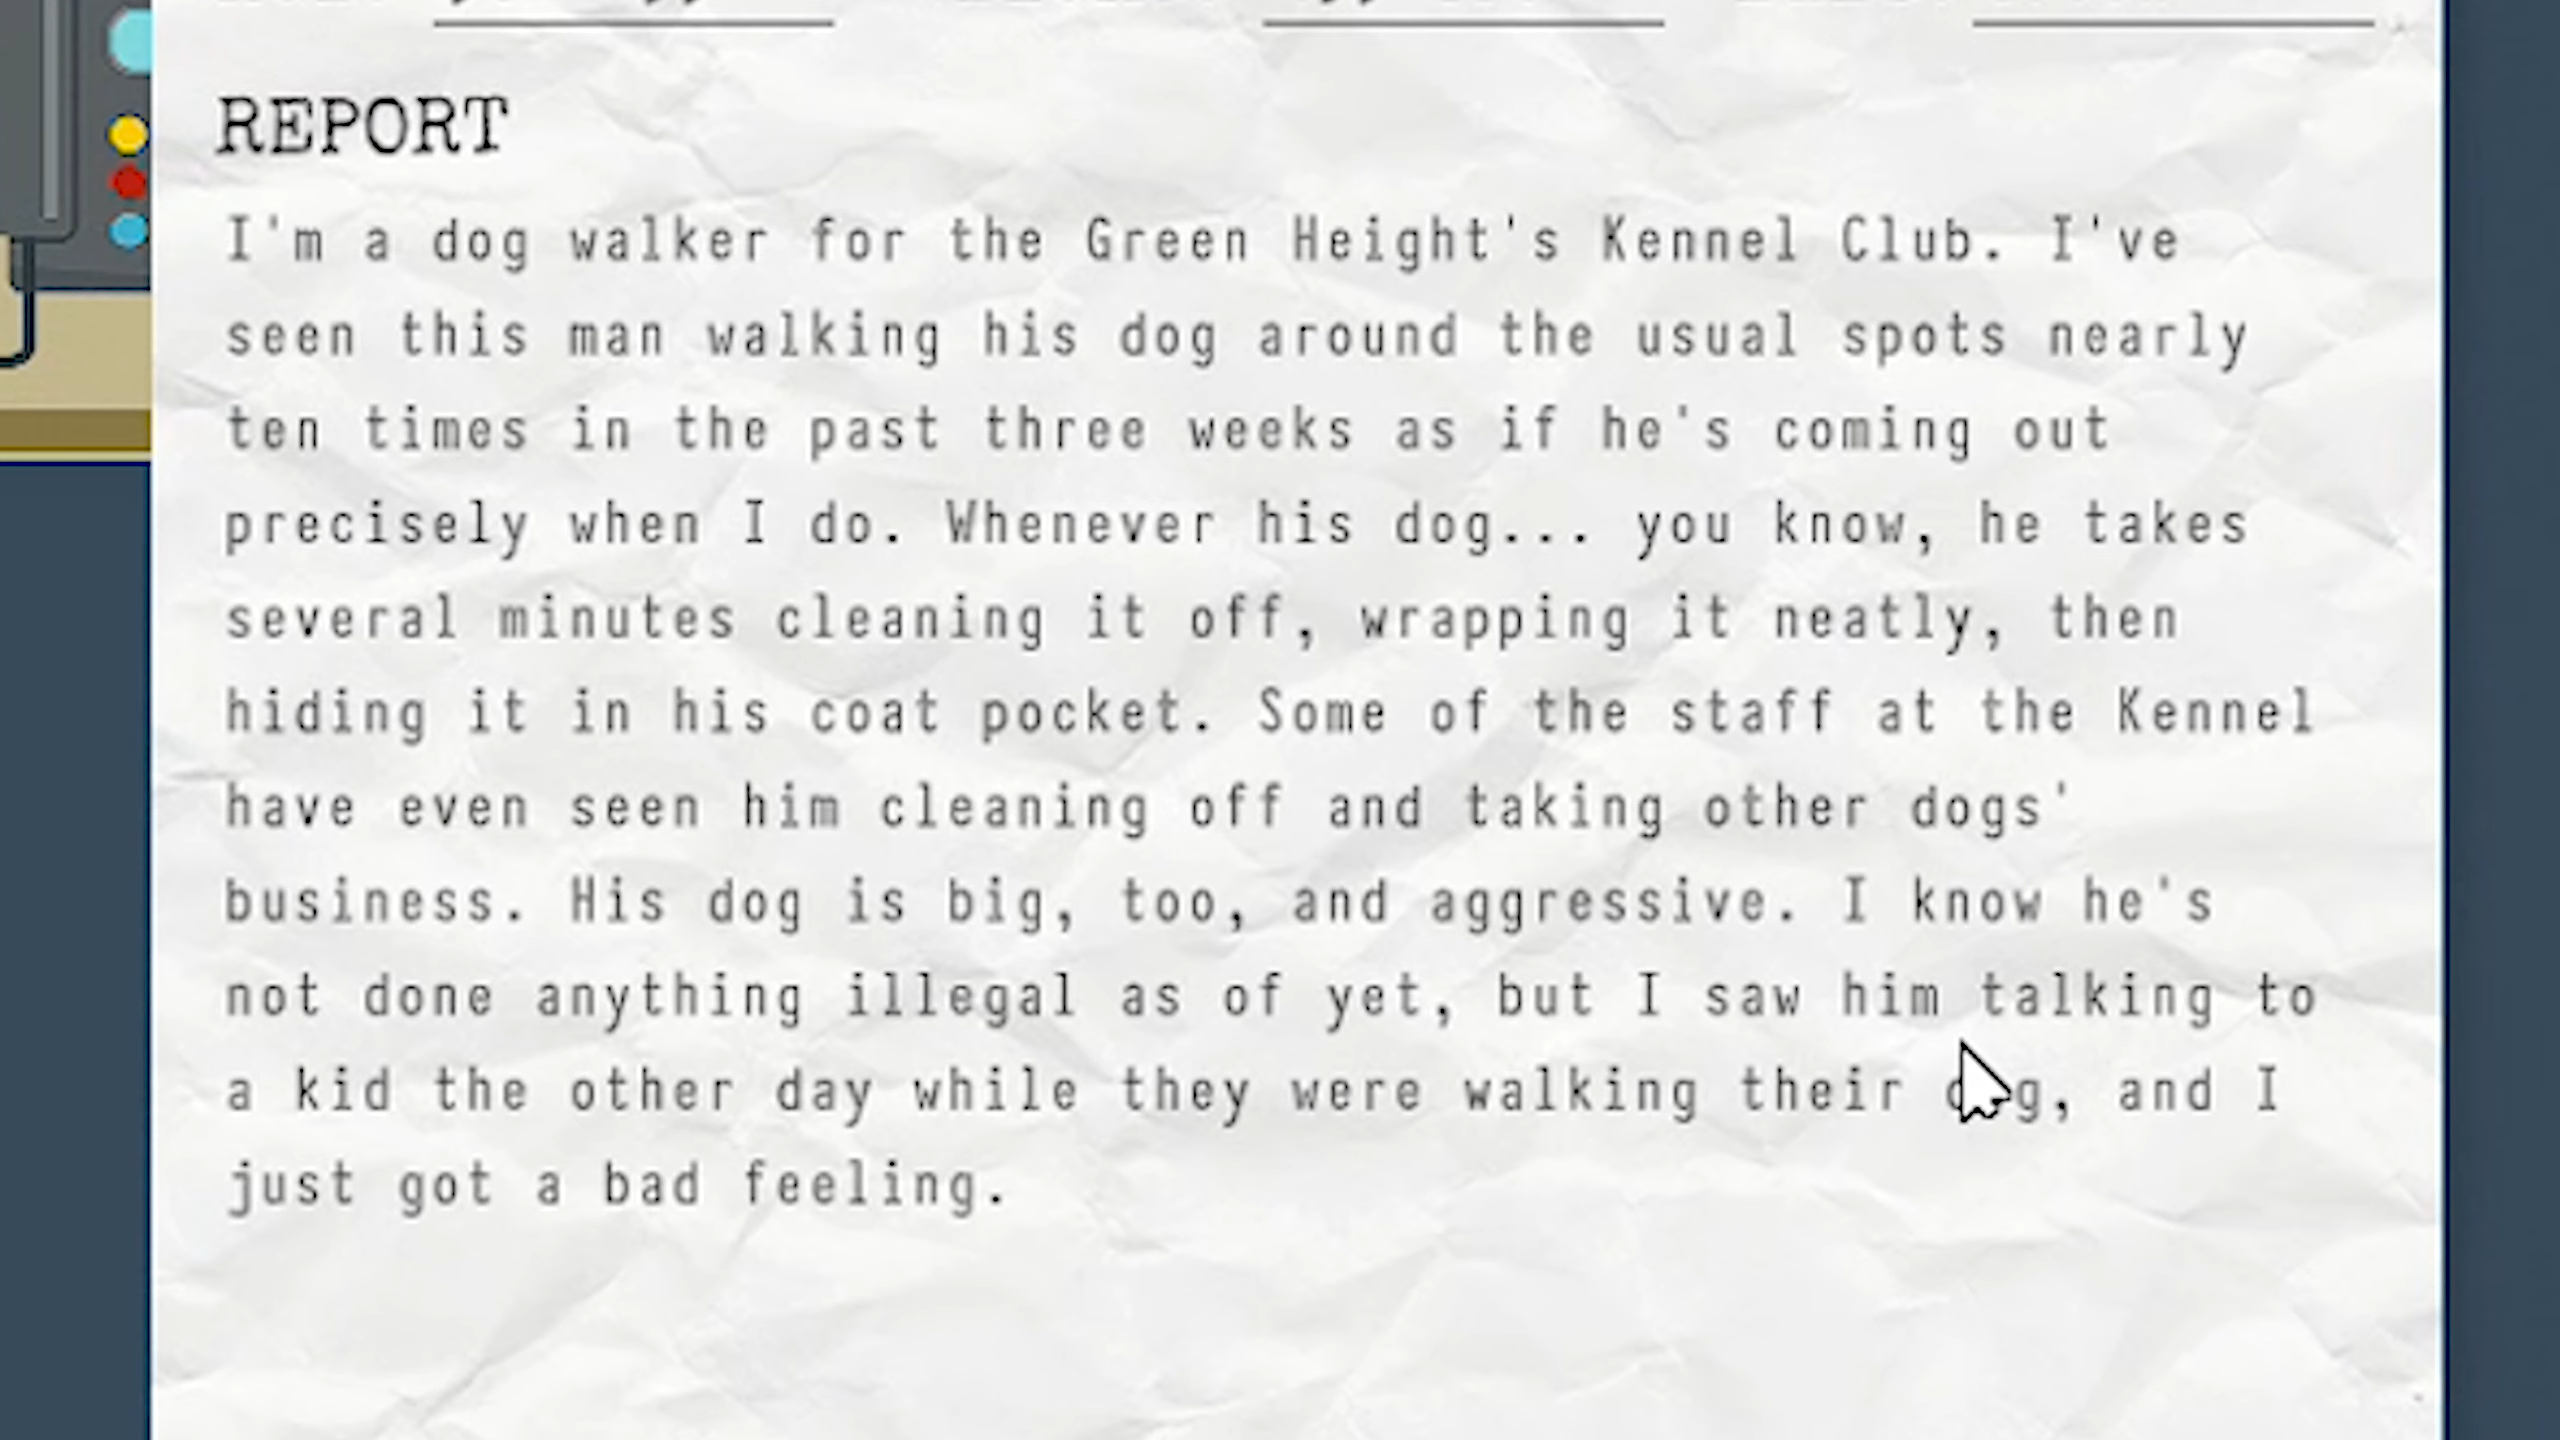 REPORT
I'm a dog walker for the Green Height's Kennel Club. I've
seen this man walking his dog around the usual spots nearly
ten times in the past three weeks as if he's coming out
precisely when I do. Whenever his dog... you know, he takes
several minutes cleaning it off, wrapping it neatly, then
hiding it in his coat pocket. Some of the staff at the Kennel
have even seen him cleaning off and taking other dogs'
business. His dog is big, too, and aggressive. I know he's
not done anything illegal as of yet, but I saw him talking to
a kid the other day while they were walking their dog, and I
just got a bad feeling.